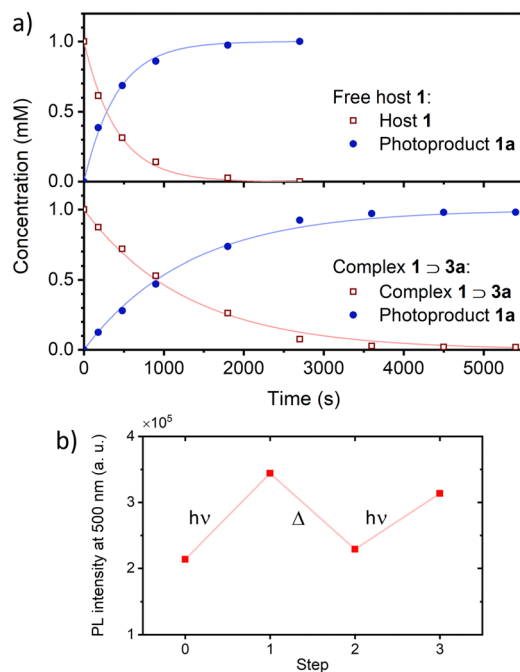 a)
1.0
0.5
0.0
Free host 1:
Host 1
Photoproduct 1a
1.0
0.5
0.0
Complex 1 ⊃ 3a:
Complex 1 ⊃ 3a
Photoproduct 1a
0 1000 2000 3000 4000 5000
Time (s)
Concentration (mM)
b)
×10⁵
4
3
2
1
hν
Δ
hν
0 1 2 3
Step
PL intensity at 500 nm (a. u.)